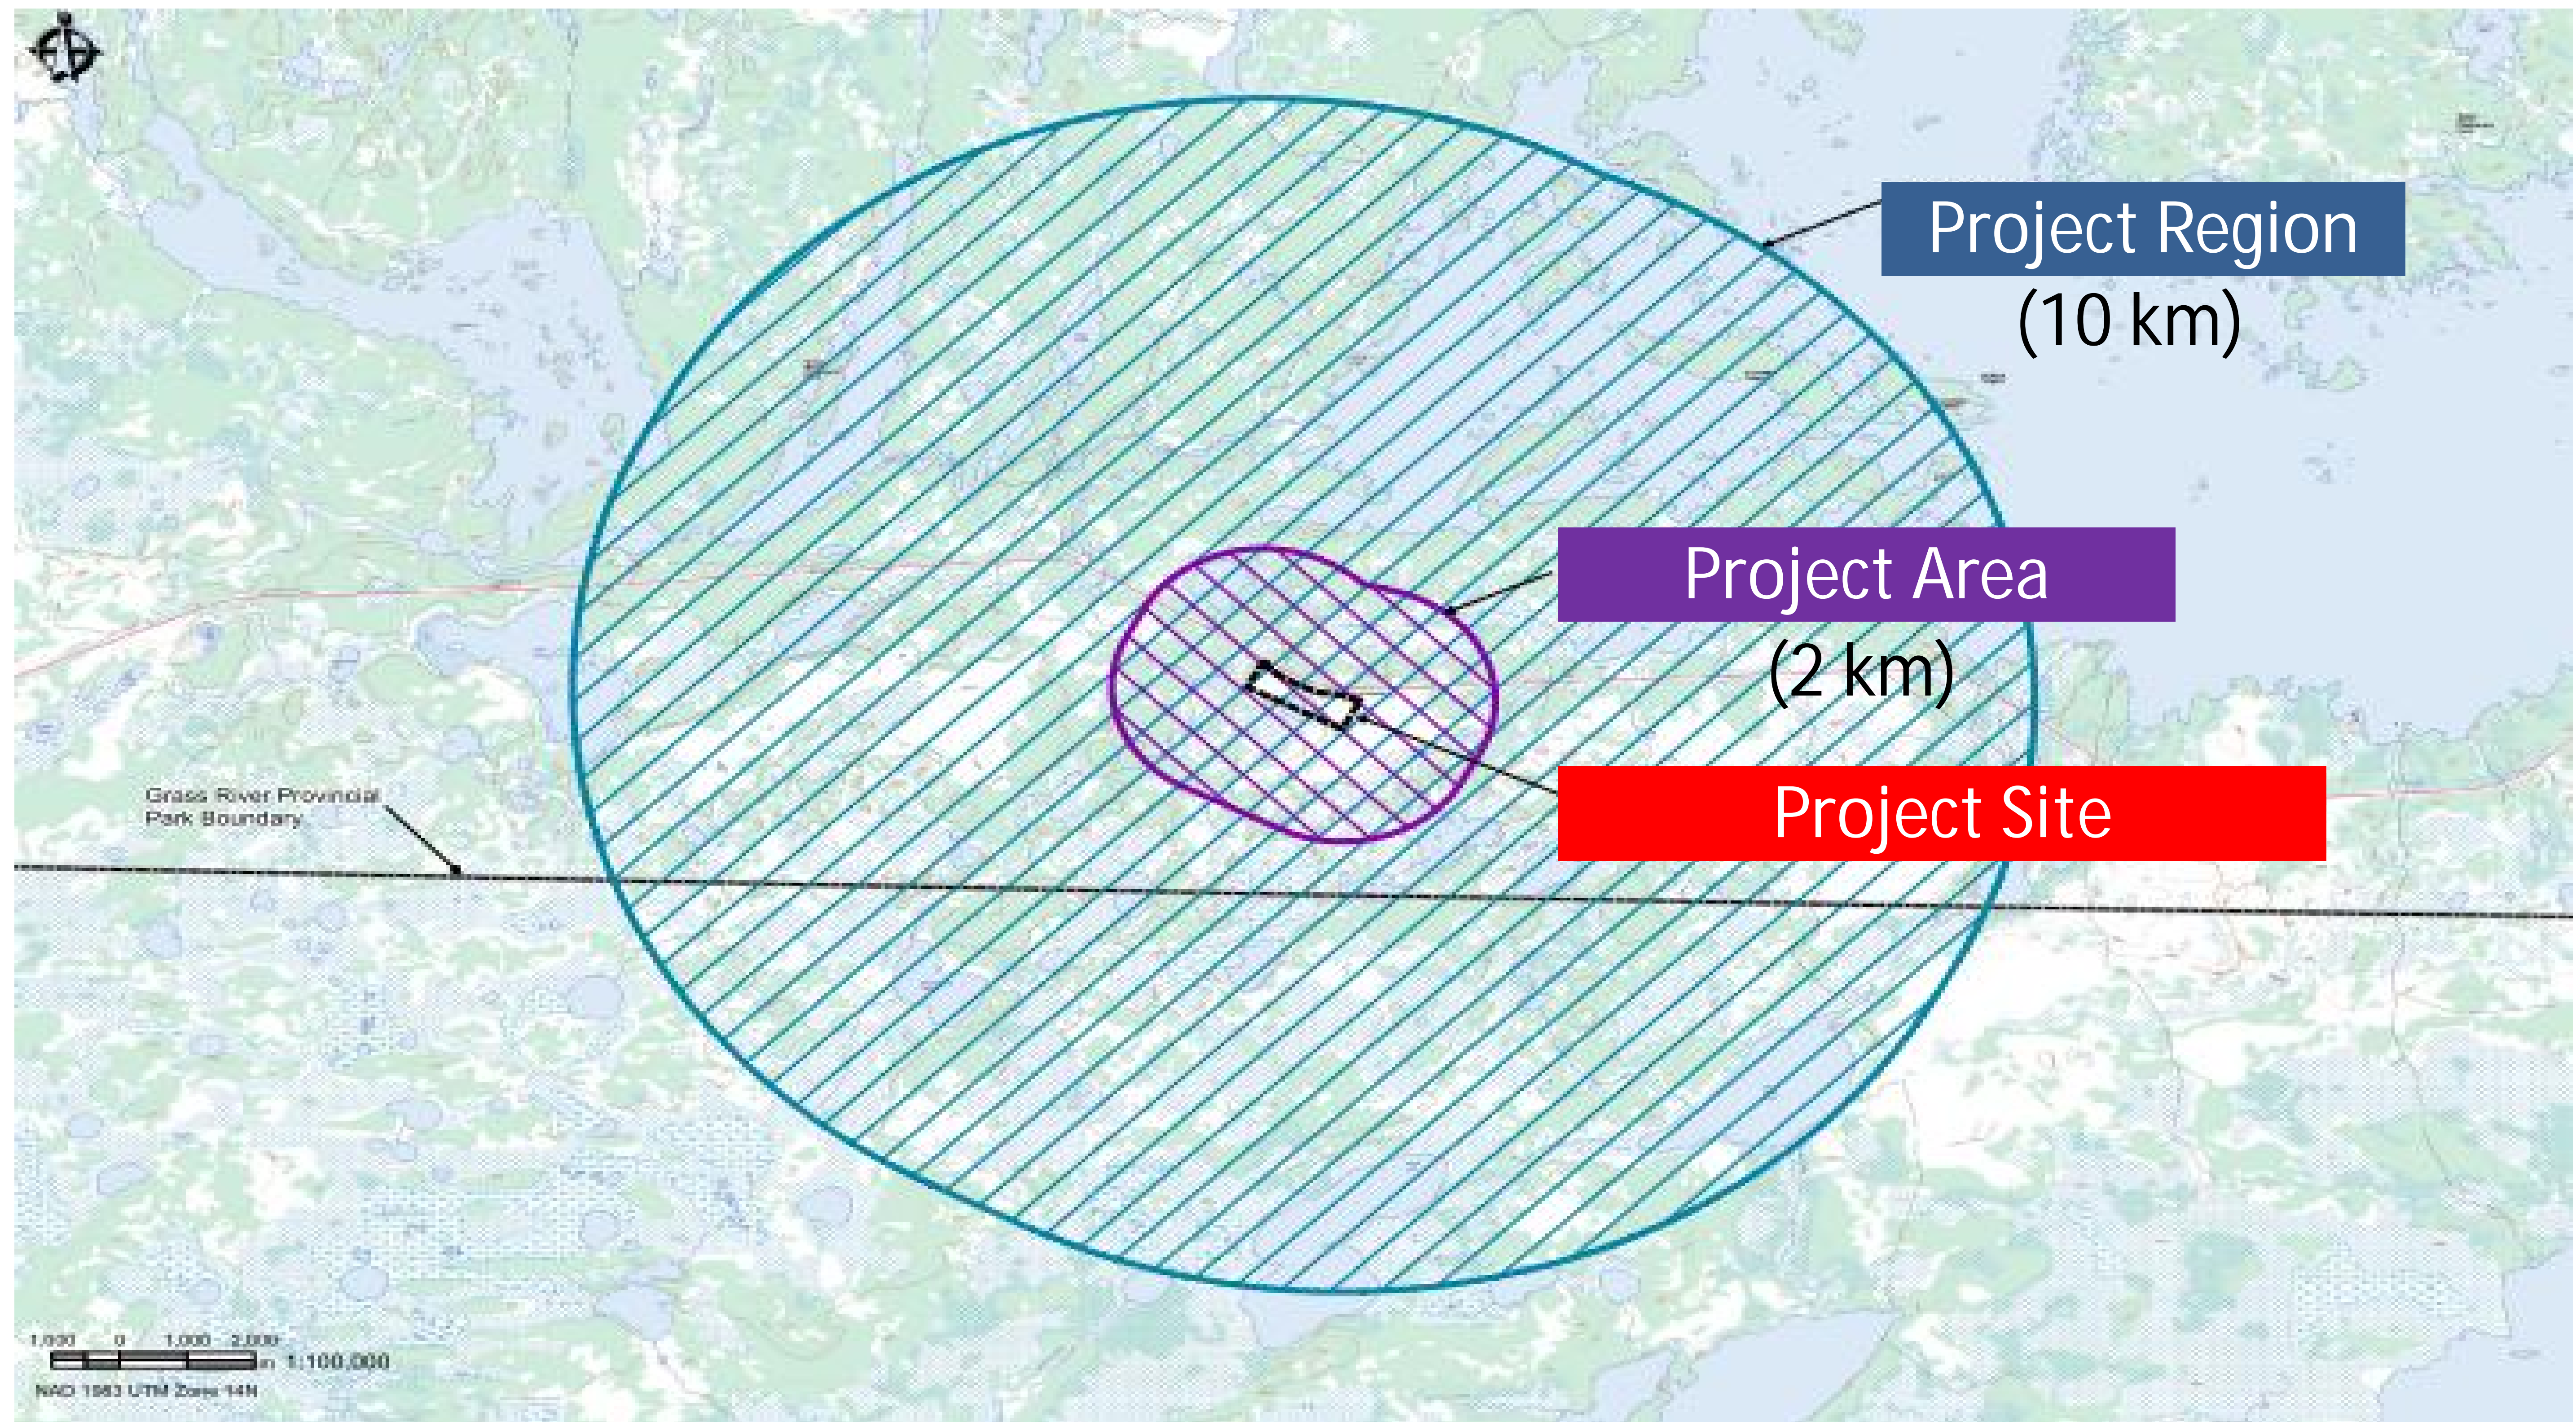 Project Region
(10 km)
Project Area
(2 km)
Project Site
Grass River Provincial
Park Boundary
1,000 0 1,000 2,000
m 1:100,000
NAD 1983 UTM Zone 14N